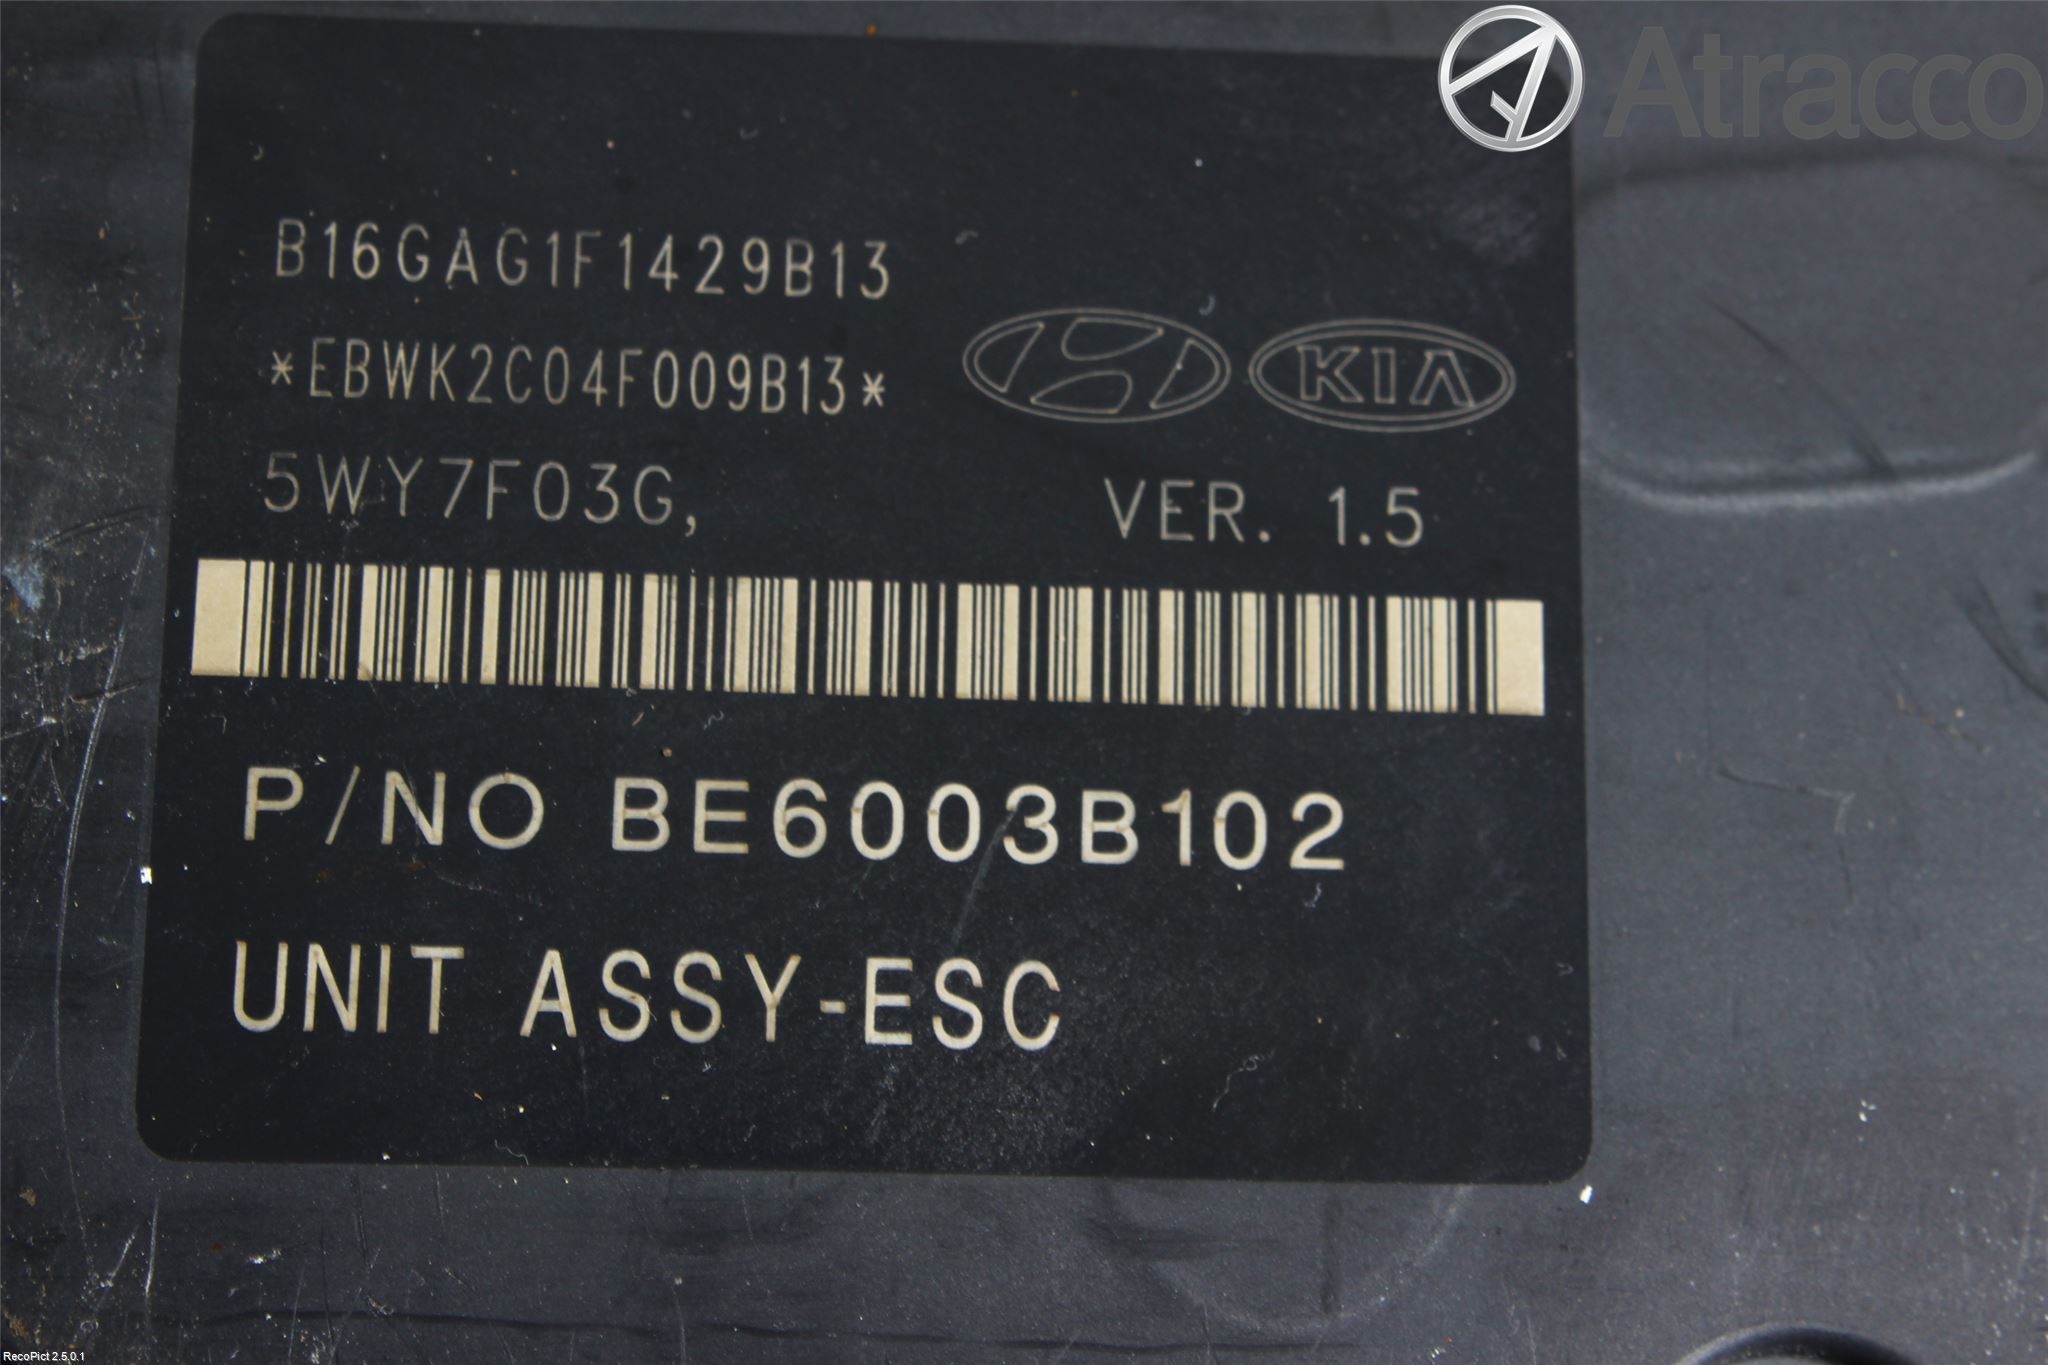 Atracco
B16GAG1F1429B13
*EBWK2C04F009B13*
KIA
5WY7F03G,
VER. 1.5
P/NO BE6003B102
UNIT ASSY-ESC
RecoPict 2.5.0.1